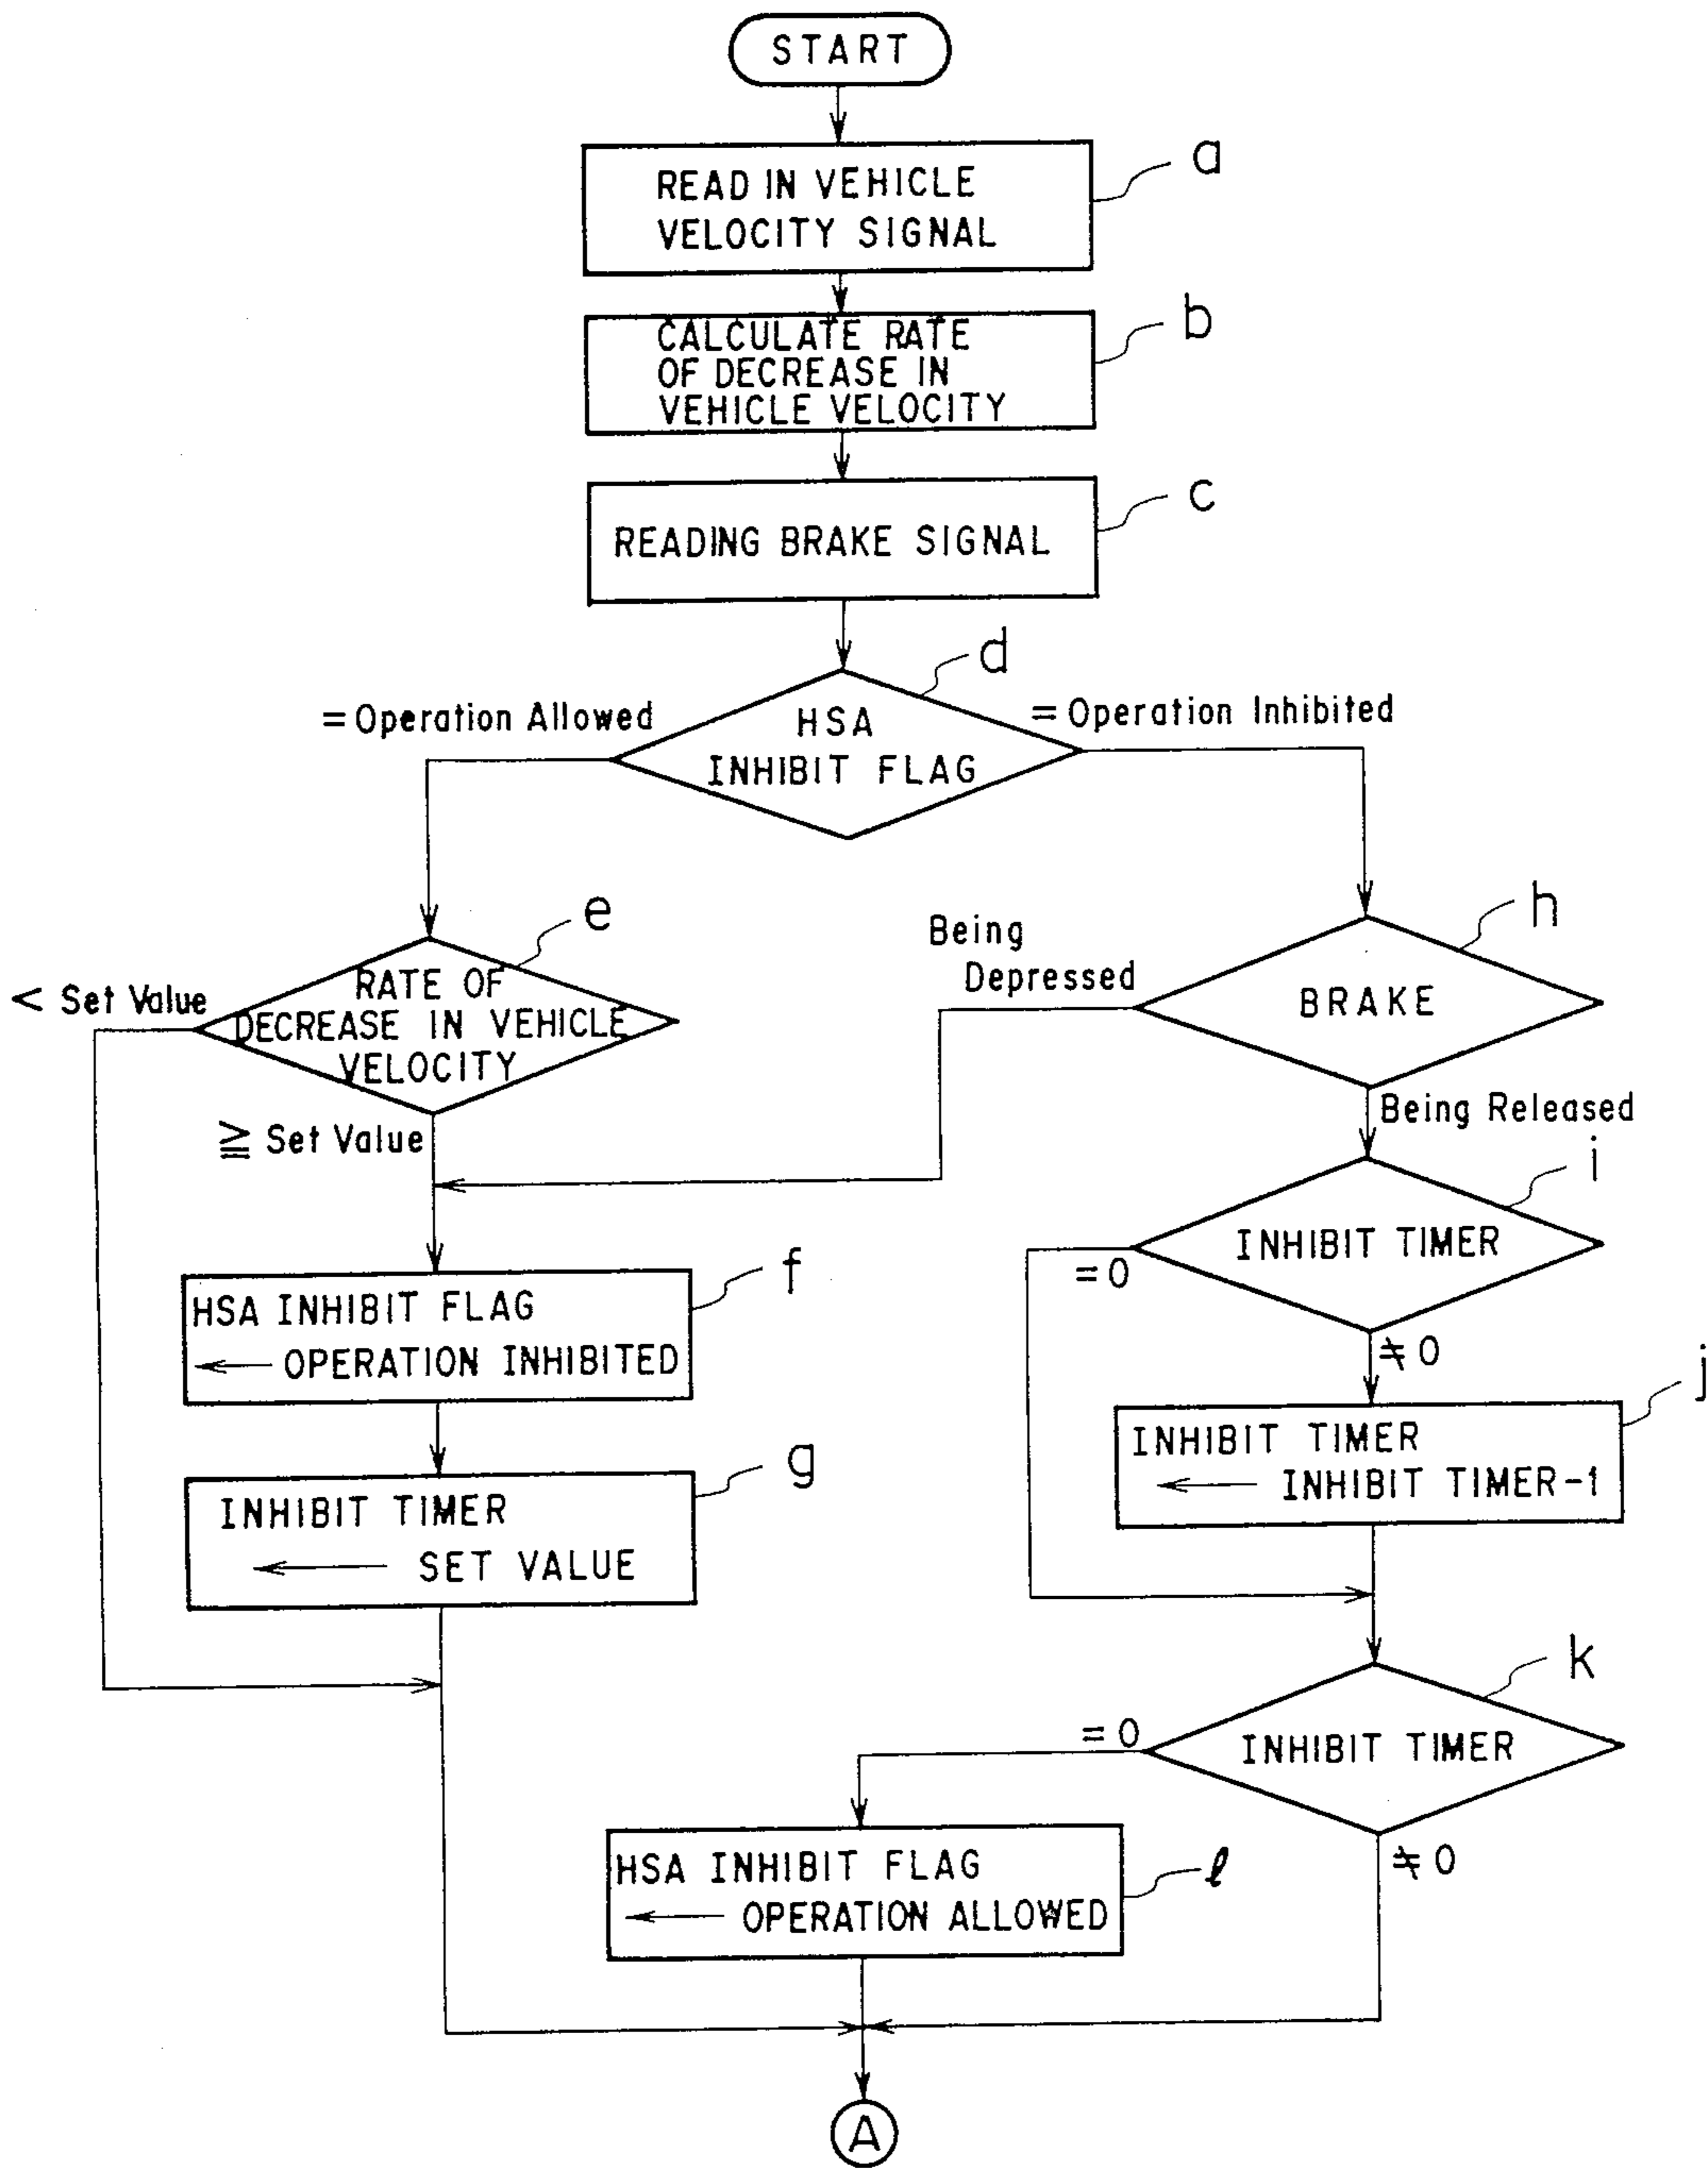 START
READ IN VEHICLE
VELOCITY SIGNAL
a
CALCULATE RATE
OF DECREASE IN
VEHICLE VELOCITY
b
READING BRAKE SIGNAL
c
d
= Operation Allowed
HSA
INHIBIT FLAG
= Operation Inhibited
e
< Set Value
RATE OF
DECREASE IN VEHICLE
VELOCITY
≧ Set Value
h
Being
Depressed
BRAKE
Being Released
i
INHIBIT TIMER
= 0
≠ 0
f
HSA INHIBIT FLAG
← OPERATION INHIBITED
j
INHIBIT TIMER
← INHIBIT TIMER-1
g
INHIBIT TIMER
← SET VALUE
k
= 0
INHIBIT TIMER
≠ 0
HSA INHIBIT FLAG
← OPERATION ALLOWED
ℓ
A